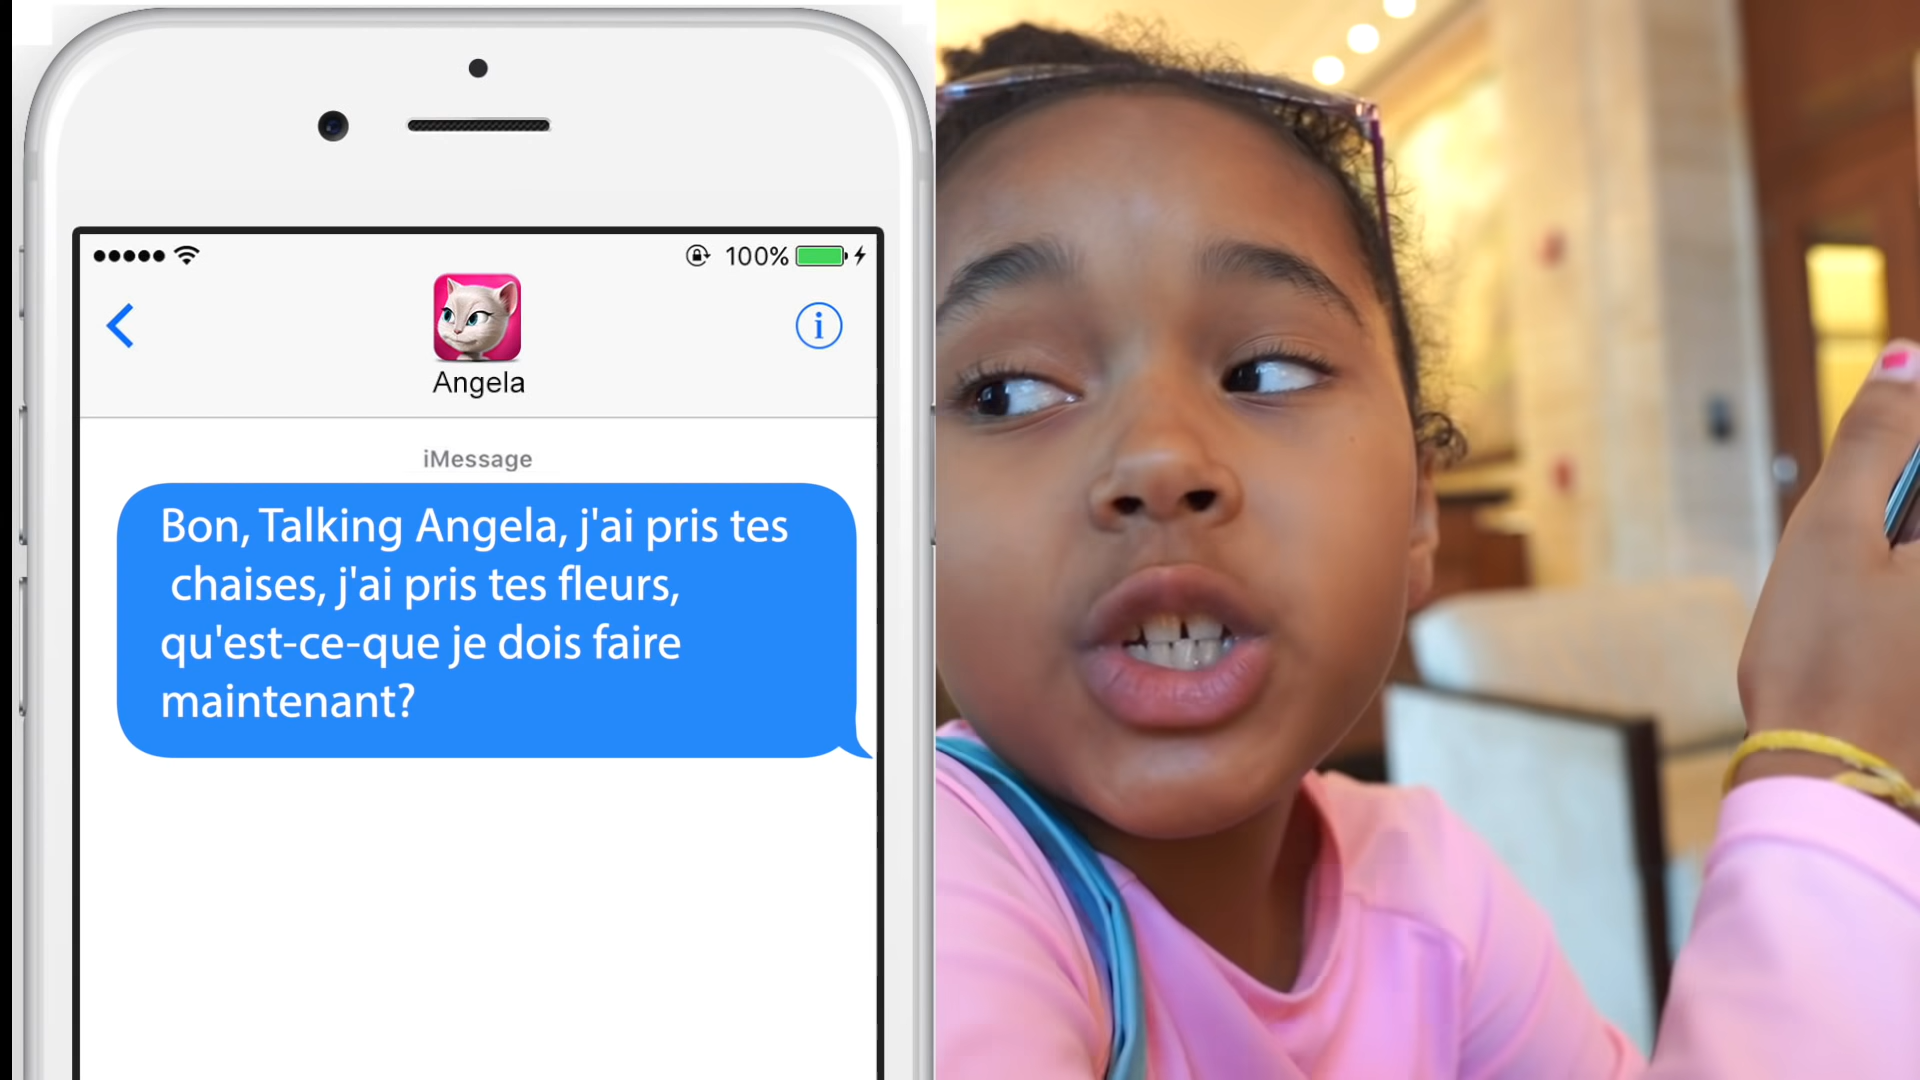 100%
Angela
iMessage
Bon, Talking Angela, j'ai pris tes
chaises, j'ai pris tes fleurs,
qu'est-ce-que je dois faire
maintenant?